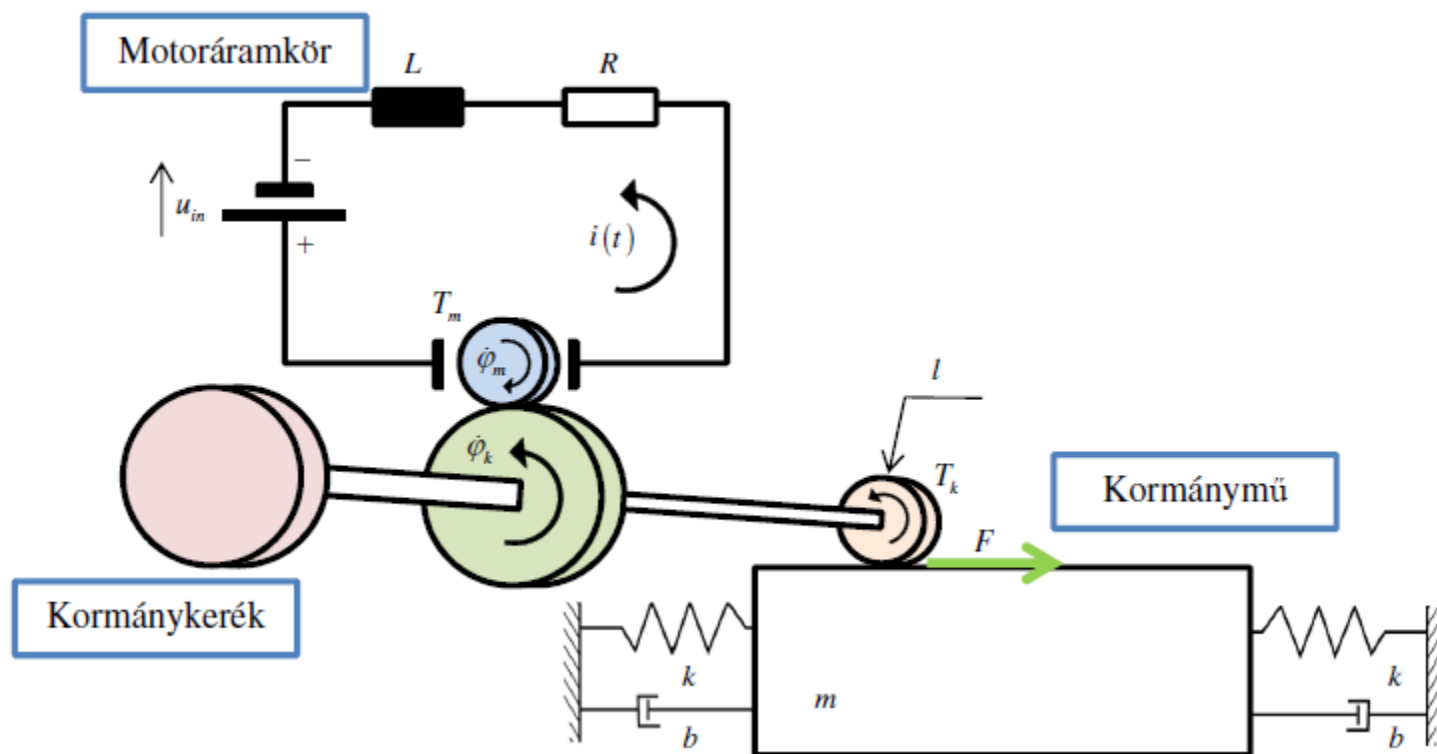 Motoráramkör
L
R
−
u_in
+
i(t)
T_m
φ̇_m
l
φ̇_k
T_k
Kormánymű
F
Kormánykerék
k
k
m
b
b